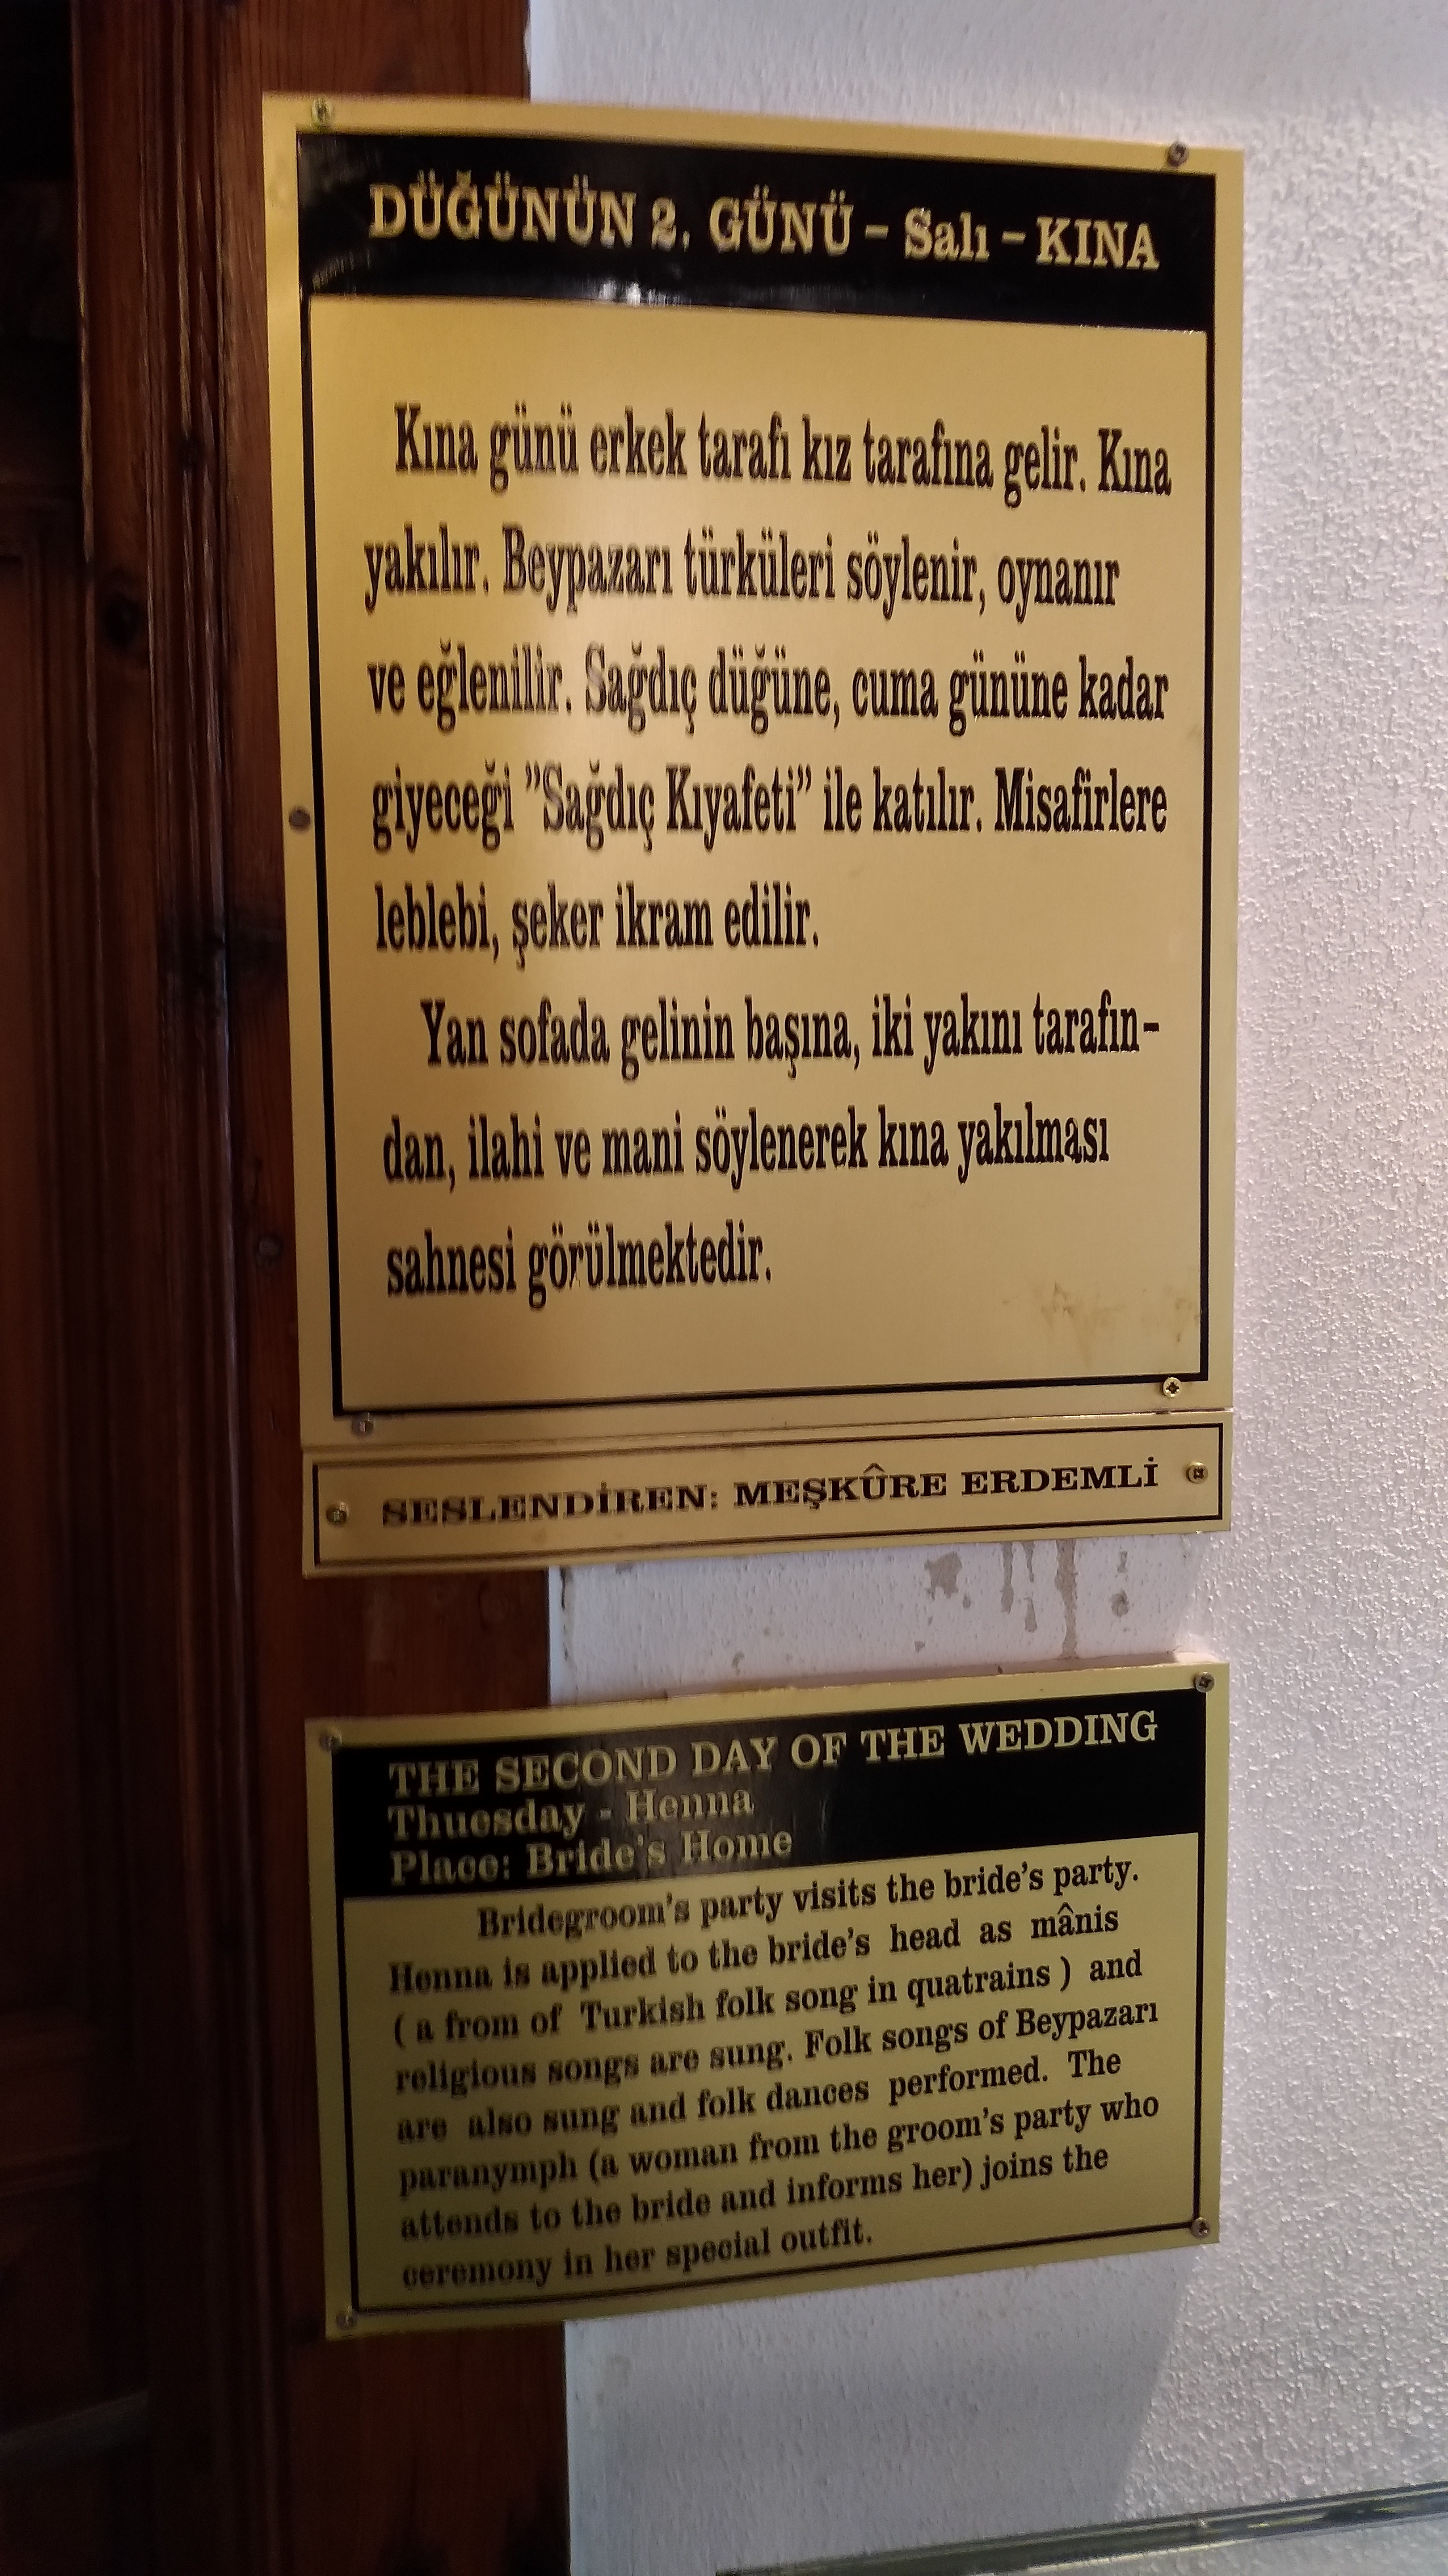 DÜĞÜNÜN 2. GÜNÜ – Salı – KINA
Kına günü erkek tarafı kız tarafına gelir. Kına
yakılır. Beypazarı türküleri söylenir, oynanır
ve eğlenilir. Sağdıç düğüne, cuma gününe kadar
giyeceği ”Sağdıç Kıyafeti” ile katılır. Misafirlere
leblebi, şeker ikram edilir.
Yan sofada gelinin başına, iki yakını tarafın-
dan, ilahi ve mani söylenerek kına yakılması
sahnesi görülmektedir.
SESLENDİREN: MEŞKÛRE ERDEMLİ
THE SECOND DAY OF THE WEDDING
Thuesday - Henna
Place: Bride's Home
Bridegroom’s party visits the bride’s party.
Henna is applied to the bride’s head as mânis
( a from of Turkish folk song in quatrains ) and
religious songs are sung. Folk songs of Beypazarı
are also sung and folk dances performed. The
paranymph (a woman from the groom’s party who
attends to the bride and informs her) joins the
ceremony in her special outfit.